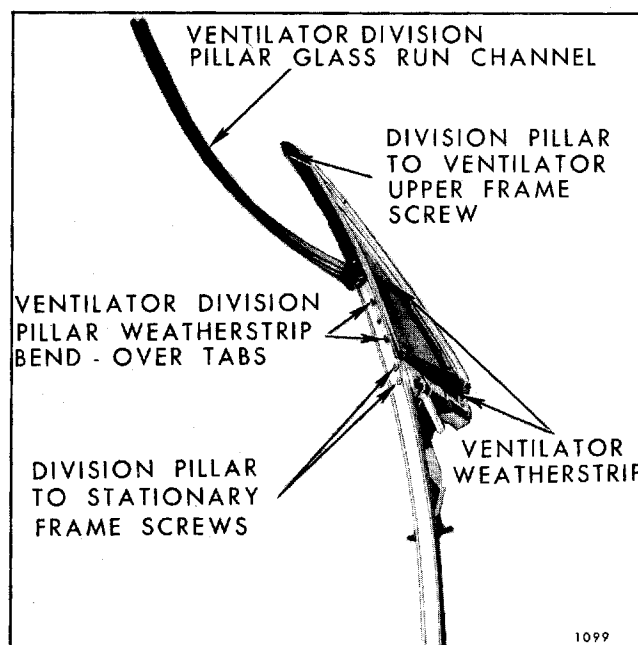 VENTILATOR DIVISION
PILLAR GLASS RUN CHANNEL
DIVISION PILLAR
TO VENTILATOR
UPPER FRAME
SCREW
VENTILATOR DIVISION
PILLAR WEATHERSTRIP
BEND - OVER TABS
DIVISION PILLAR
TO STATIONARY
FRAME SCREWS
VENTILATOR
WEATHERSTRIP
1099